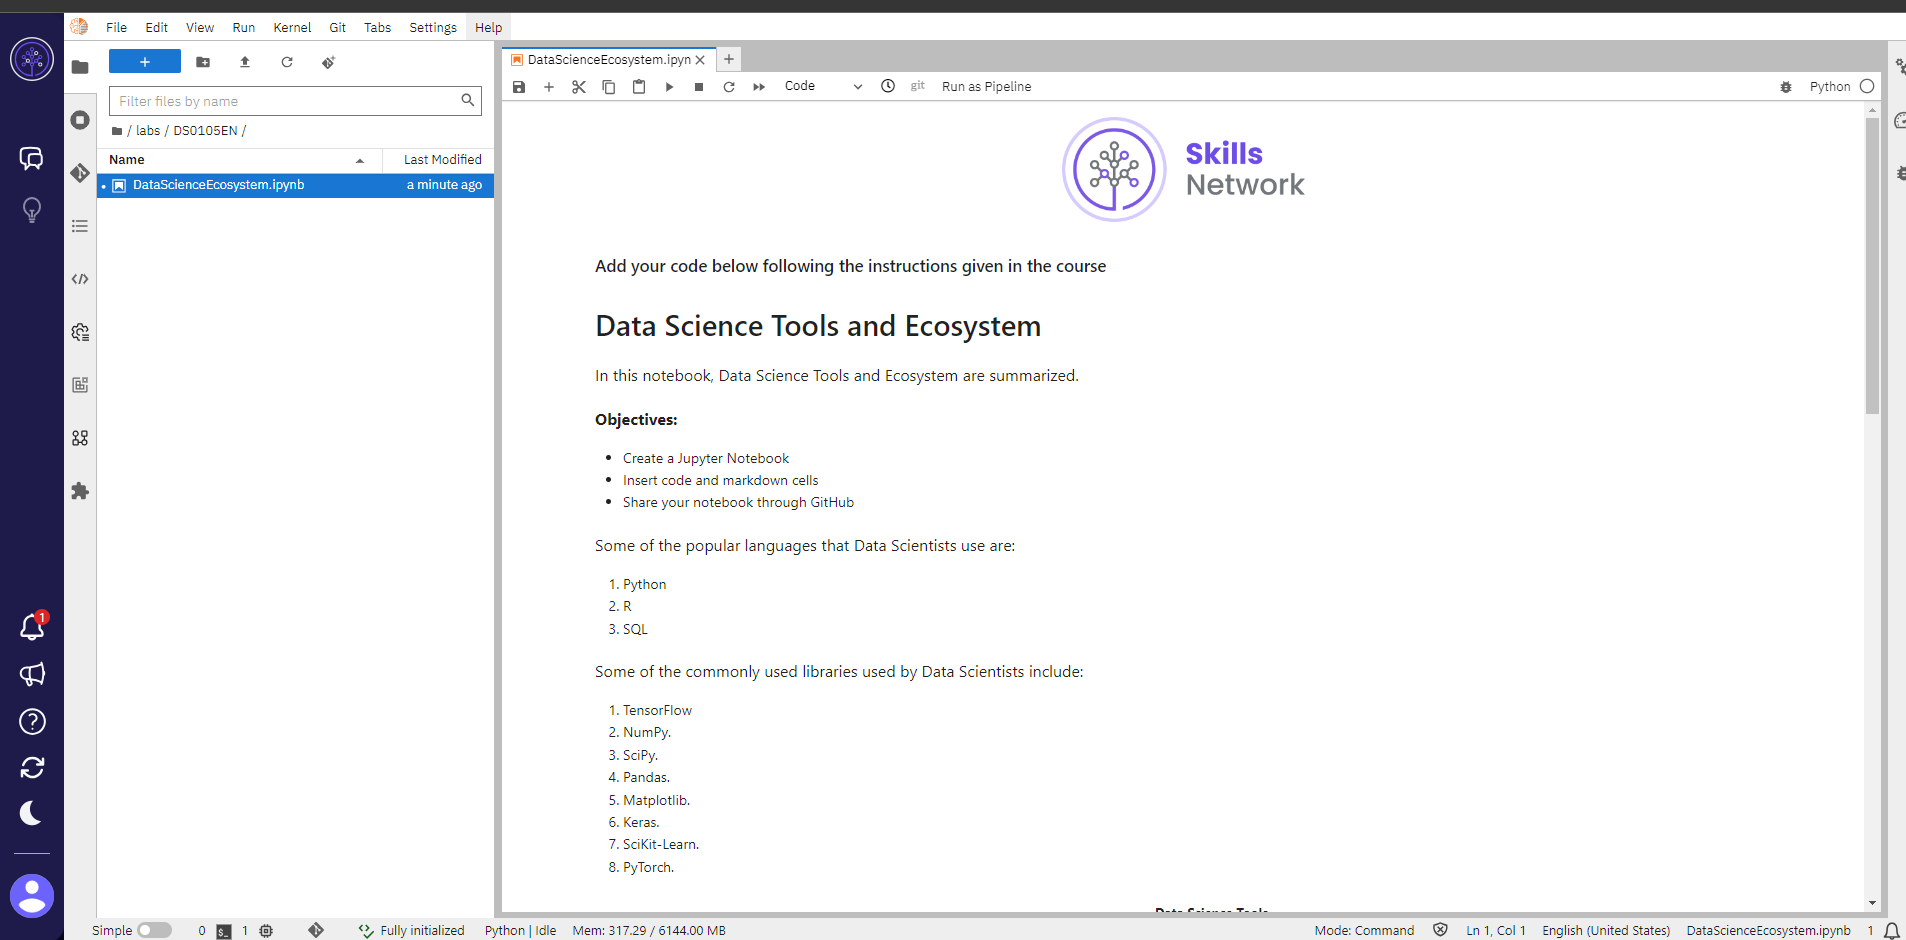 File Edit View Run Kernel Git Tabs Settings Help
DataScienceEcosystem.ipyn
Code git Run as Pipeline Python
Filter files by name
/ labs / DS0105EN /
Name Last Modified
DataScienceEcosystem.ipynb a minute ago
Skills
Network
Add your code below following the instructions given in the course
Data Science Tools and Ecosystem
In this notebook, Data Science Tools and Ecosystem are summarized.
Objectives:
• Create a Jupyter Notebook
• Insert code and markdown cells
• Share your notebook through GitHub
Some of the popular languages that Data Scientists use are:
1. Python
2. R
3. SQL
Some of the commonly used libraries used by Data Scientists include:
1. TensorFlow
2. NumPy.
3. SciPy.
4. Pandas.
5. Matplotlib.
6. Keras.
7. SciKit-Learn.
8. PyTorch.
Data Science Tools
1
Simple 0 $_ 1 Fully initialized Python | Idle Mem: 317.29 / 6144.00 MB Mode: Command Ln 1, Col 1 English (United States) DataScienceEcosystem.ipynb 1